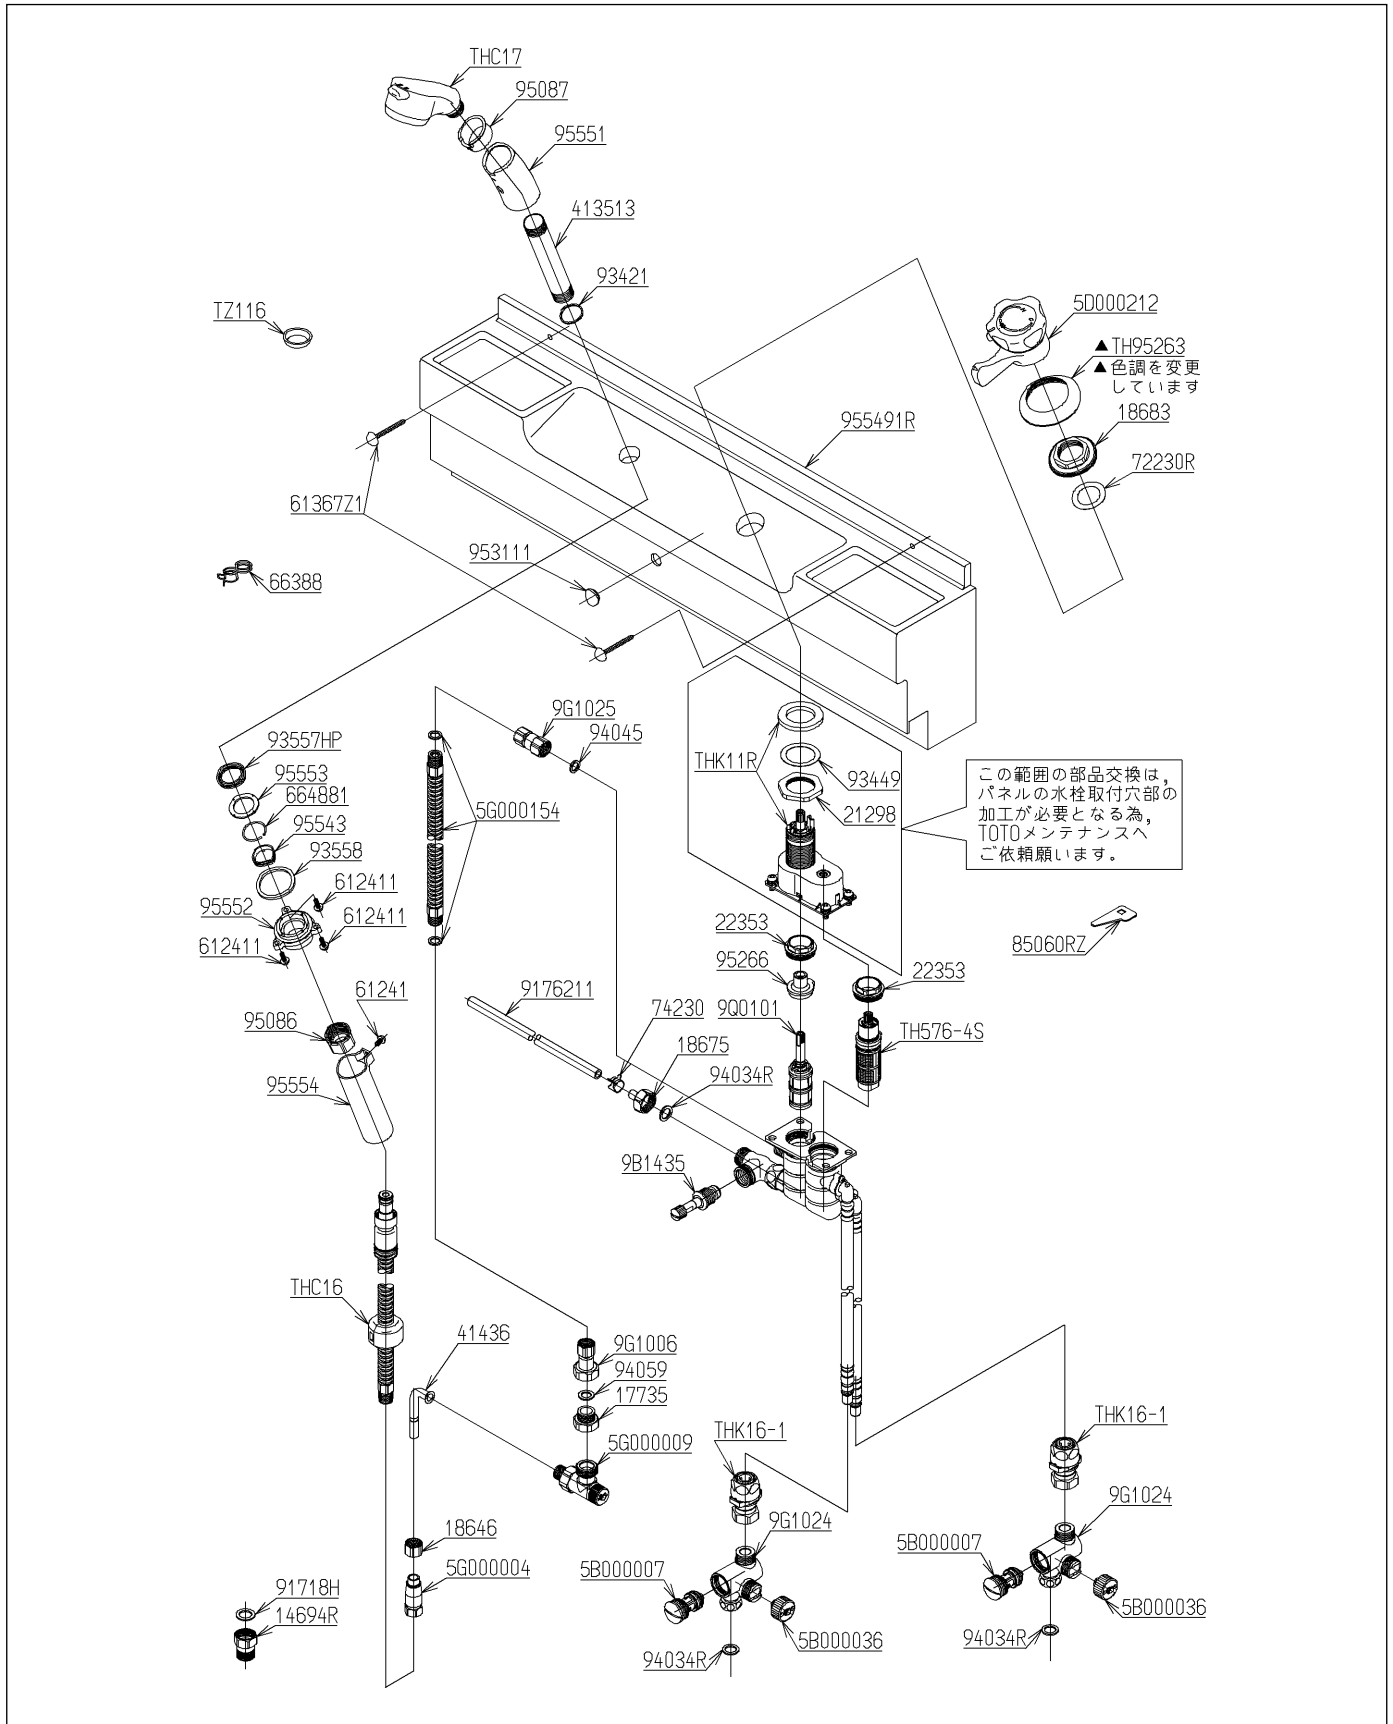 THC17
95087
95551
413513
93421
TZ116
5D000212
▲TH95263
▲色調を変更
しています
18683
72230R
955491R
61367Z1
953111
66388
9G1025
94045
93557HP
95553
664881
95543
93558
612411
95552
612411
612411
5G000154
THK11R
93449
21298
この範囲の部品交換は，
パネルの水栓取付穴部の
加工が必要となる為，
TOTOメンテナンスへ
ご依頼願います。
85060RZ
22353
95266
22353
9176211
74230
9Q0101
TH576-4S
18675
94034R
61241
95086
95554
9B1435
THC16
41436
9G1006
94059
17735
5G000009
THK16-1
THK16-1
9G1024
9G1024
5B000007
5B000007
5B000036
5B000036
94034R
94034R
18646
5G000004
91718H
14694R